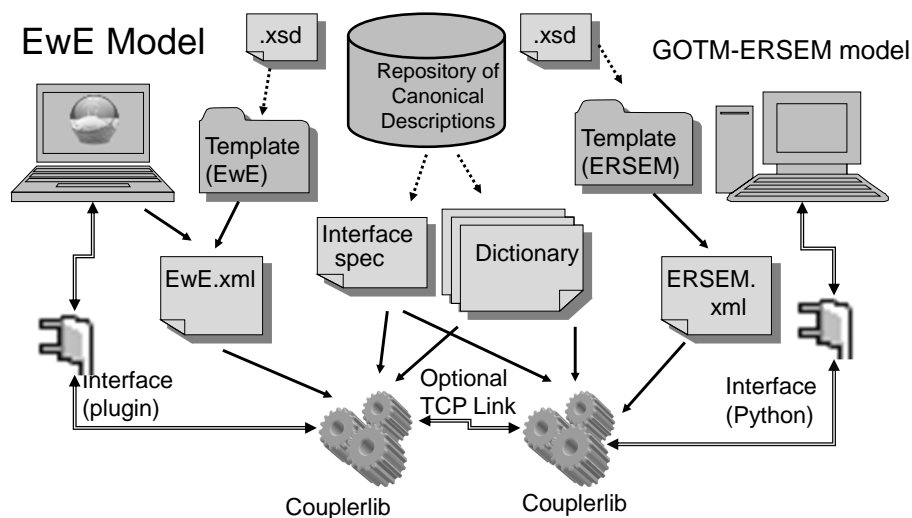 EwE Model
.xsd
Repository of
Canonical
Descriptions
.xsd
GOTM-ERSEM model
Template
(EwE)
Template
(ERSEM)
Interface
spec
Dictionary
EwE.xml
ERSEM.
xml
Interface
(plugin)
Optional
TCP Link
Interface
(Python)
Couplerlib
Couplerlib